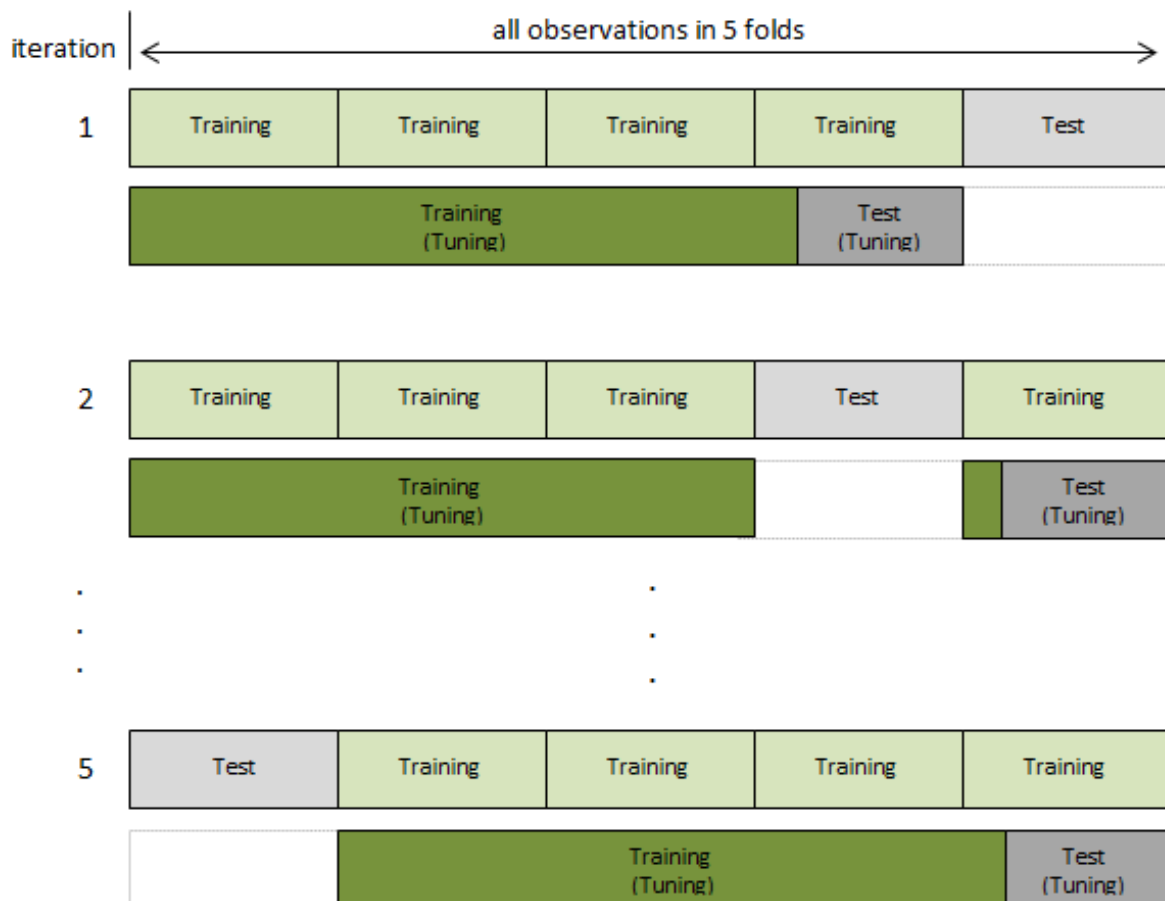 all observations in 5 folds
iteration
1 Training Training Training Training Test
Training Test
(Tuning) (Tuning)
2 Training Training Training Test Training
Training Test
(Tuning) (Tuning)
. .
. .
. .
5 Test Training Training Training Training
Training Test
(Tuning) (Tuning)